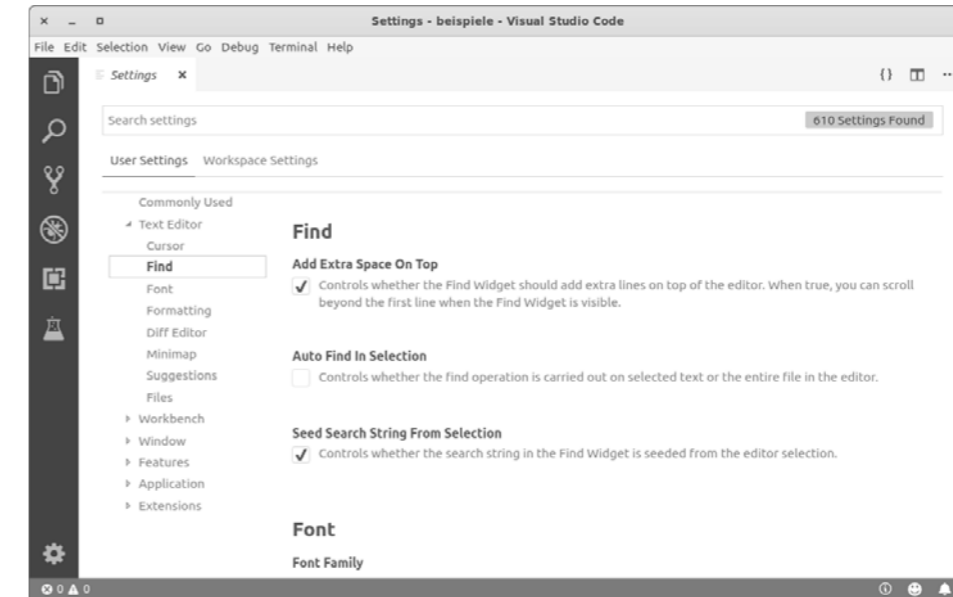 Settings - beispiele - Visual Studio Code
File Edit Selection View Go Debug Terminal Help
Settings
{}
Search settings
610 Settings Found
User Settings Workspace Settings
Commonly Used
Text Editor
Cursor
Find
Font
Formatting
Diff Editor
Minimap
Suggestions
Files
Workbench
Window
Features
Application
Extensions
Find
Add Extra Space On Top
Controls whether the Find Widget should add extra lines on top of the editor. When true, you can scroll
beyond the first line when the Find Widget is visible.
Auto Find In Selection
Controls whether the find operation is carried out on selected text or the entire file in the editor.
Seed Search String From Selection
Controls whether the search string in the Find Widget is seeded from the editor selection.
Font
Font Family
0 0